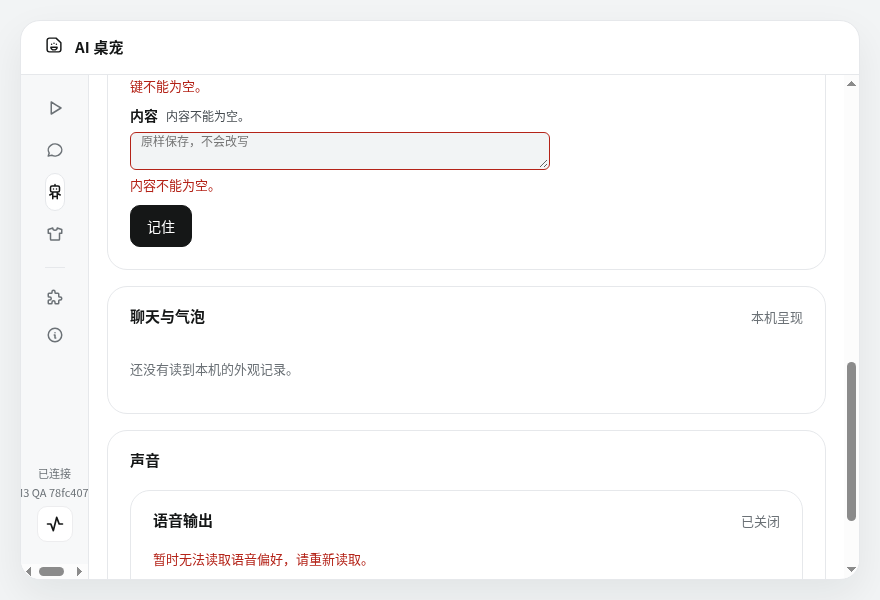 AI 桌宠
键不能为空。
内容 内容不能为空。
原样保存，不会改写
内容不能为空。
记住
聊天与气泡
本机呈现
还没有读到本机的外观记录。
声音
语音输出
已关闭
暂时无法读取语音偏好，请重新读取。
已连接
QA 78fc407